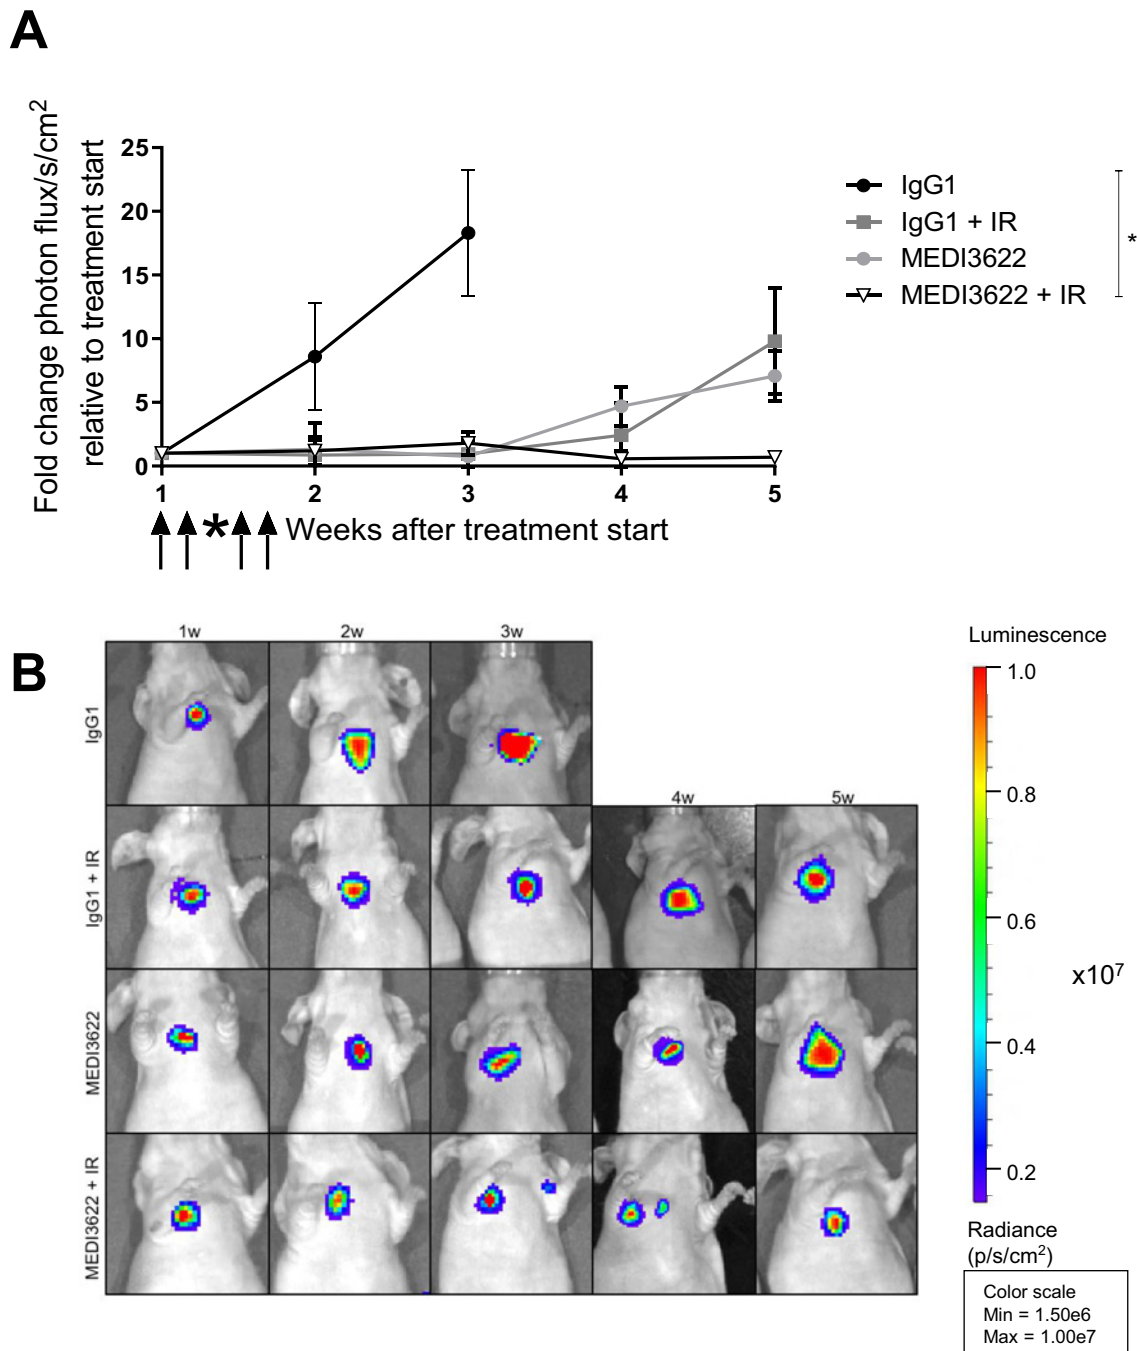 A
Fold change photon flux/s/cm2
relative to treatment start
25
20
15
10
5
0
1 2 3 4 5
* Weeks after treatment start
IgG1
IgG1 + IR
MEDI3622
MEDI3622 + IR
*
B
1w 2w 3w
4w 5w
IgG1
IgG1 + IR
MEDI3622
MEDI3622 + IR
Luminescence
1.0
0.8
0.6
0.4
0.2
x10⁷
Radiance
(p/s/cm2)
Color scale
Min = 1.50e6
Max = 1.00e7